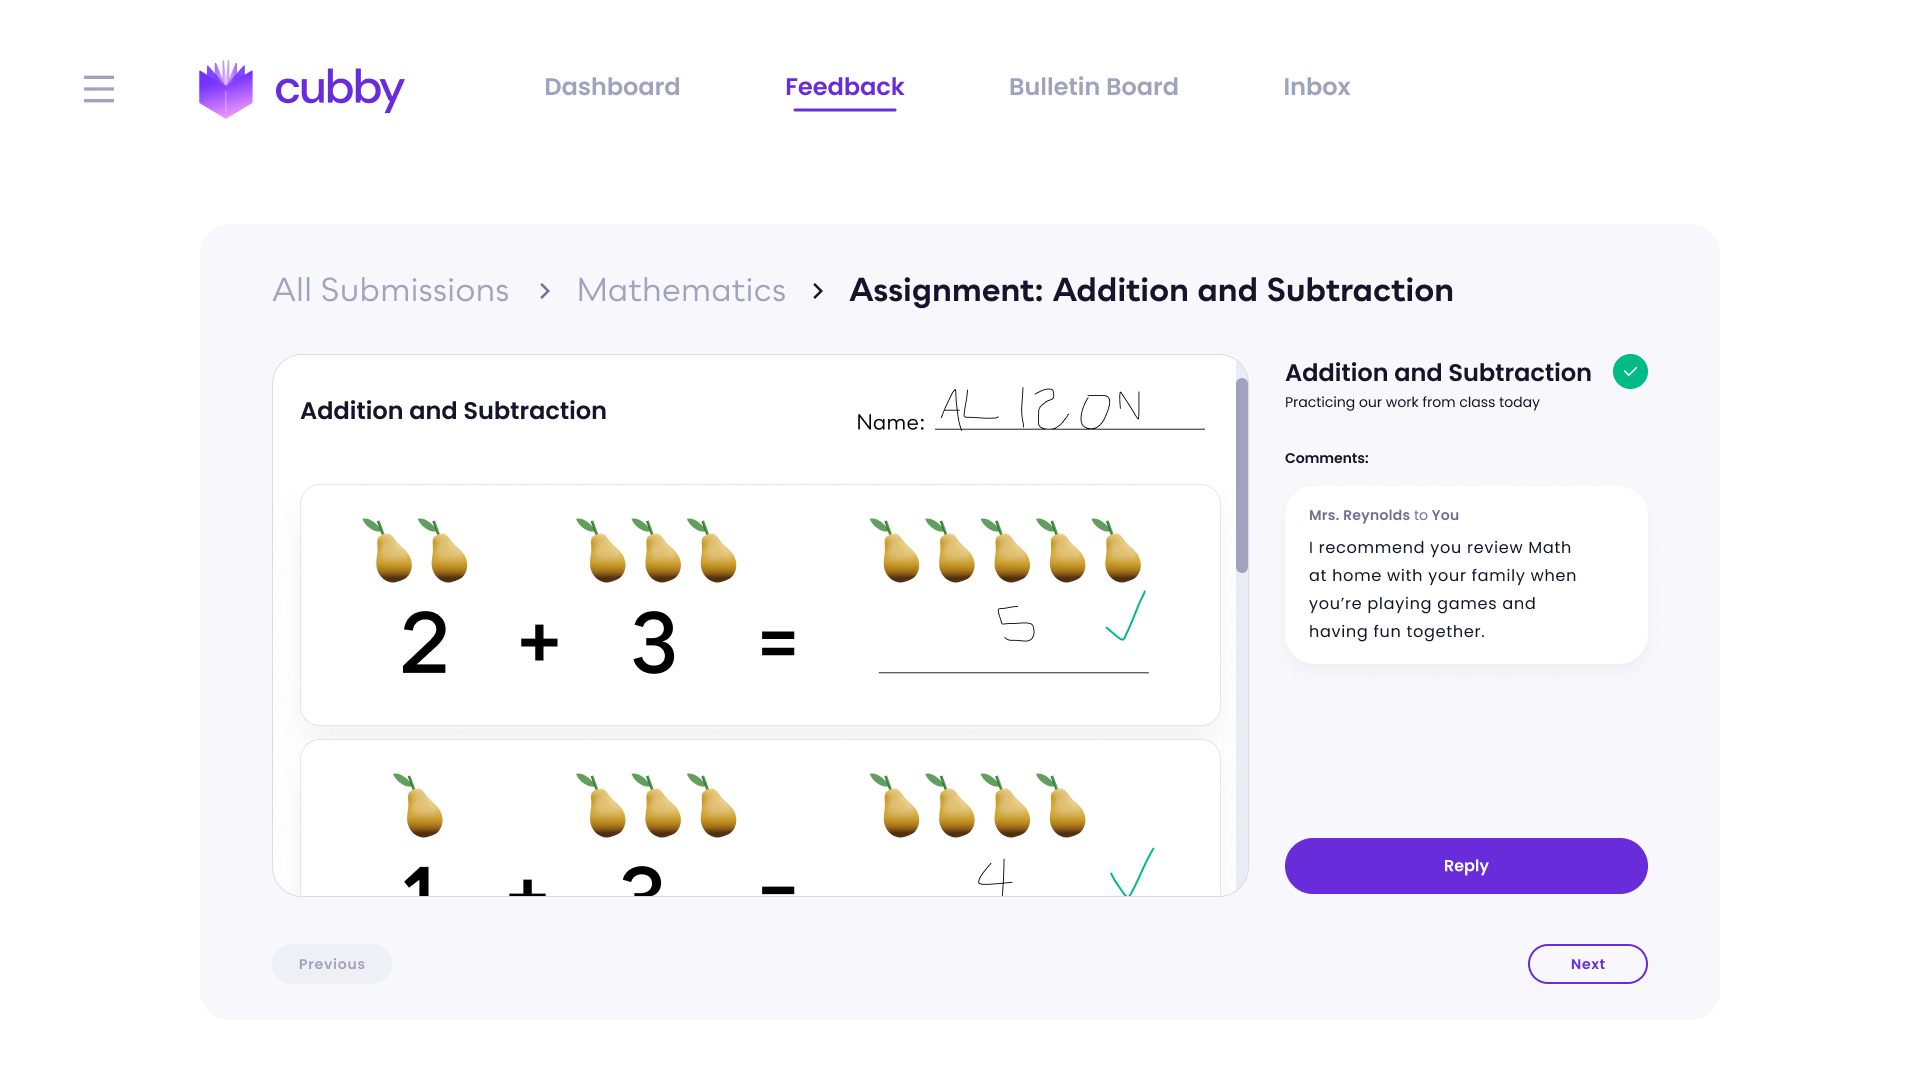 cubby
Dashboard
Feedback
Bulletin Board
Inbox
All Submissions > Mathematics > Assignment: Addition and Subtraction
Addition and Subtraction
Name: ALISON
2 + 3 = 5
1 + 3 = 4
Addition and Subtraction
Practicing our work from class today
Comments:
Mrs. Reynolds to You
I recommend you review Math
at home with your family when
you’re playing games and
having fun together.
Reply
Previous
Next